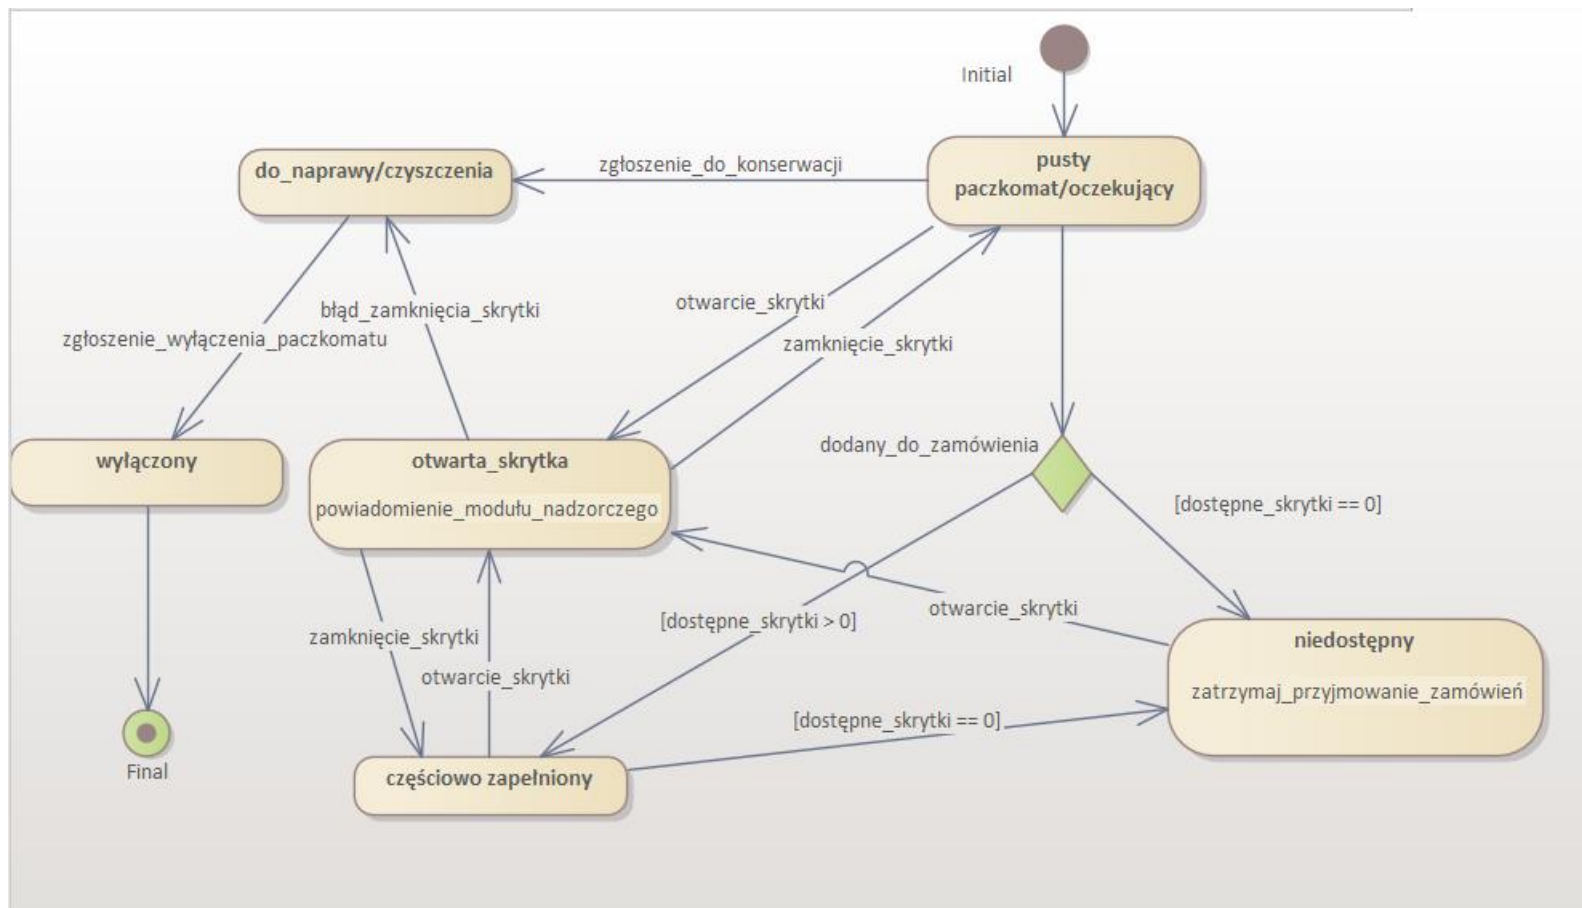 Initial
pusty
paczkomat/oczekujący
zgłoszenie_do_konserwacji
do_naprawy/czyszczenia
otwarcie_skrytki
błąd_zamknięcia_skrytki
zgłoszenie_wyłączenia_paczkomatu
zamknięcie_skrytki
dodany_do_zamówienia
wyłączony
otwarta_skrytka
powiadomienie_modułu_nadzorczego
[dostępne_skrytki == 0]
otwarcie_skrytki
[dostępne_skrytki > 0]
zamknięcie_skrytki
niedostępny
otwarcie_skrytki
zatrzymaj_przyjmowanie_zamówień
[dostępne_skrytki == 0]
Final
częściowo zapełniony